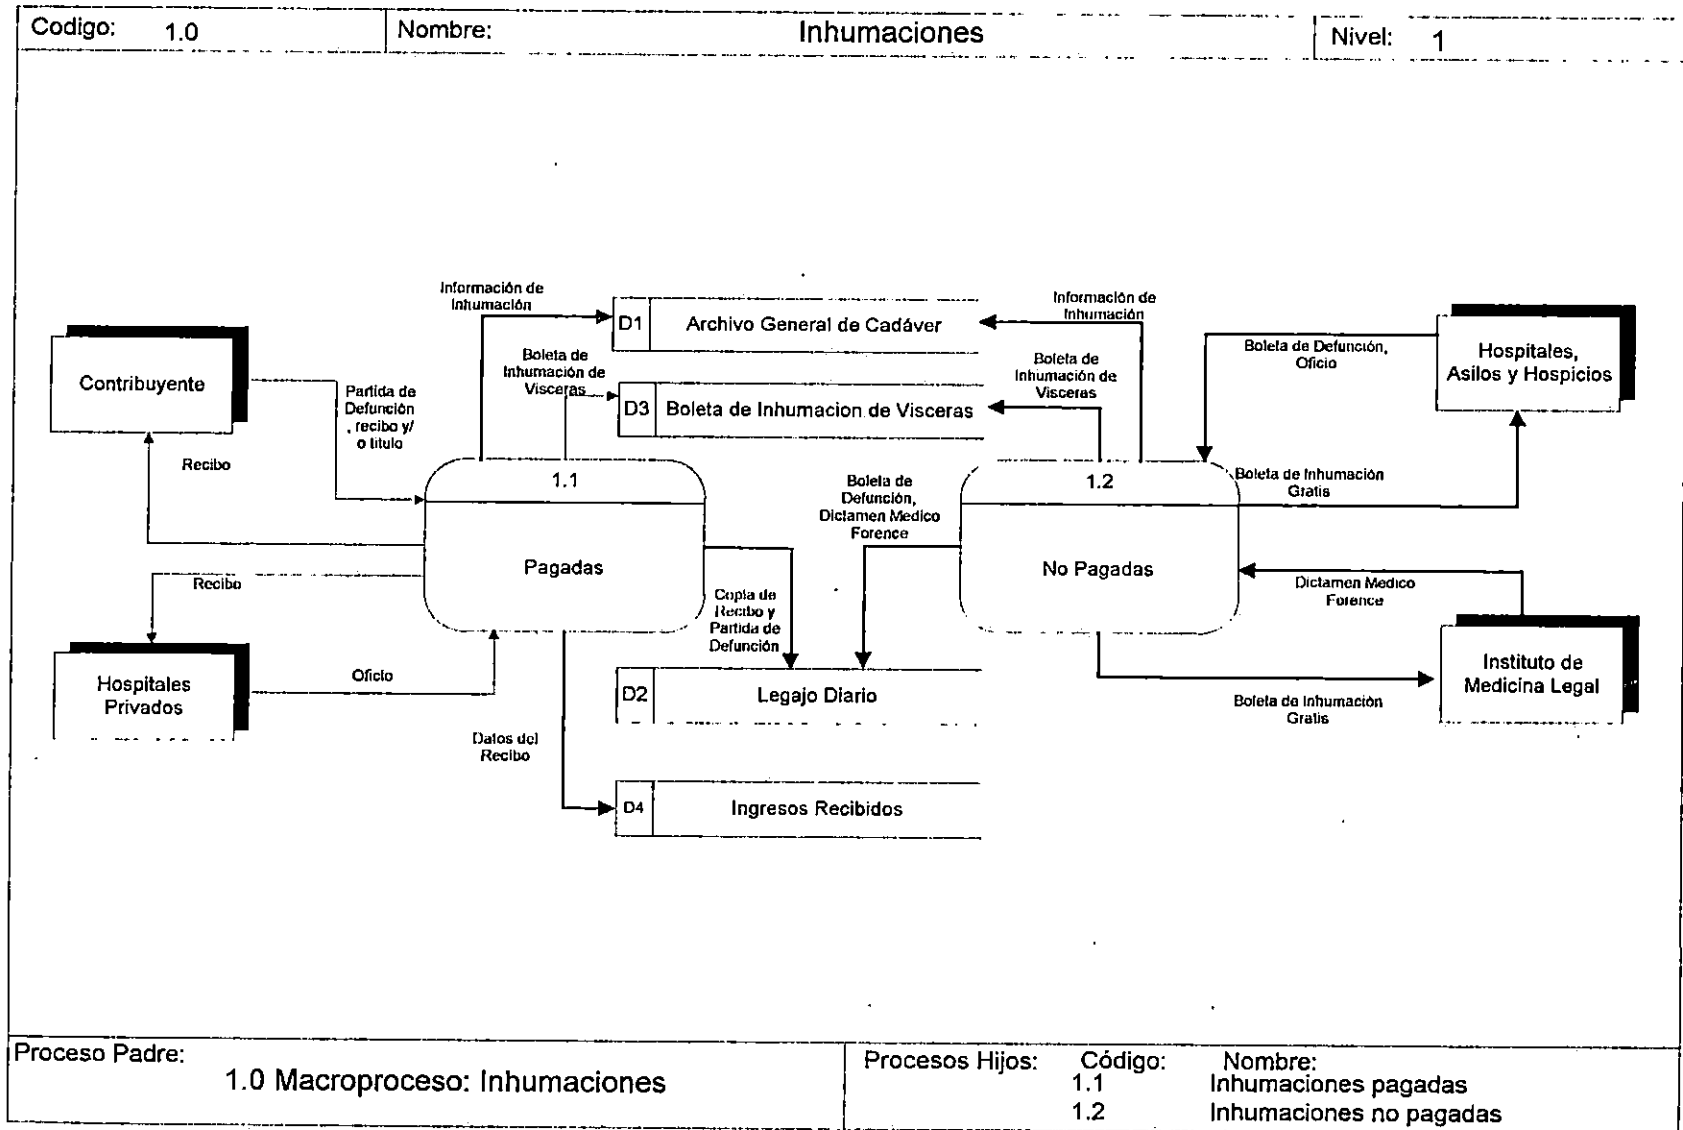 Codigo: 1.0 Nombre: Inhumaciones Nivel: 1
Información de
Inhumación
D1 Archivo General de Cadáver
Información de
Inhumación
Contribuyente
Partida de
Defunción
, recibo y/
o titulo
Boleta de
Inhumación de
Visceras
D3 Boleta de Inhumacion de Visceras
Boleta de
Inhumación de
Visceras
Boleta de Defunción,
Oficio
Hospitales,
Asilos y Hospicios
Recibo
1.1
Pagadas
Boleta de
Defunción,
Dictamen Medico
Forence
1.2
No Pagadas
Boleta de Inhumación
Gratis
Recibo
Copia de
Recibo y
Partida de
Defunción
Dictamen Medico
Forence
Hospitales
Privados
Oficio
D2 Legajo Diario
Boleta de Inhumación
Gratis
Instituto de
Medicina Legal
Datos del
Recibo
D4 Ingresos Recibidos
Proceso Padre:
1.0 Macroproceso: Inhumaciones
Procesos Hijos: Código: Nombre:
1.1 Inhumaciones pagadas
1.2 Inhumaciones no pagadas